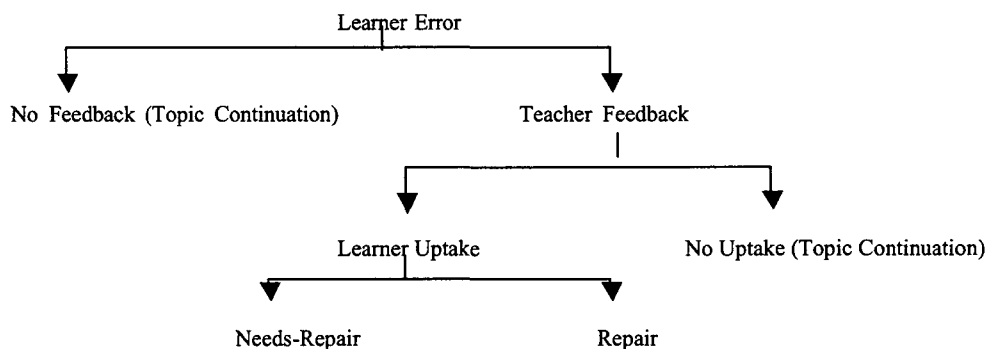 Learner Error
No Feedback (Topic Continuation)
Teacher Feedback
Learner Uptake
No Uptake (Topic Continuation)
Needs-Repair
Repair